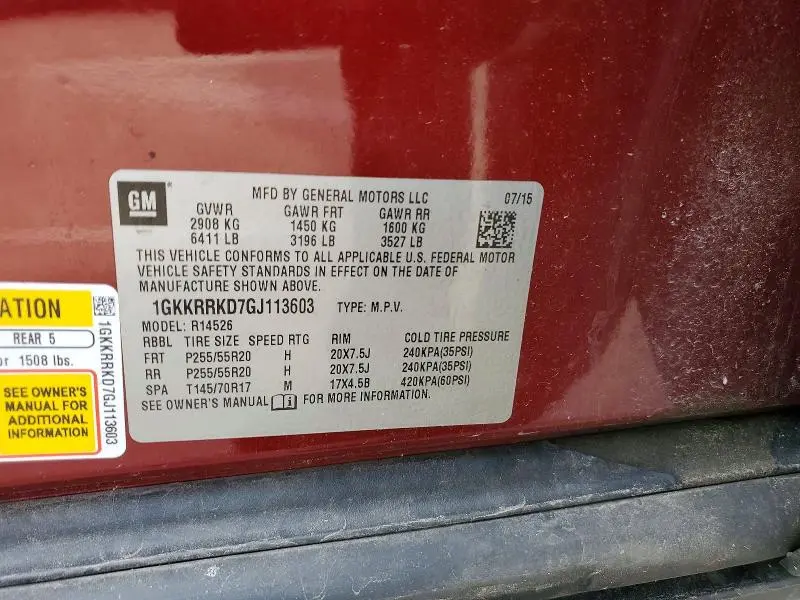 GM
MFD BY GENERAL MOTORS LLC 07/15
GVWR GAWR FRT GAWR RR
2908 KG 1450 KG 1600 KG
6411 LB 3196 LB 3527 LB
THIS VEHICLE CONFORMS TO ALL APPLICABLE U.S. FEDERAL MOTOR
VEHICLE SAFETY STANDARDS IN EFFECT ON THE DATE OF
MANUFACTURE SHOWN ABOVE.
1GKKRRKD7GJ113603 TYPE: M.P.V.
MODEL: R14526
RBBL TIRE SIZE SPEED RTG RIM COLD TIRE PRESSURE
FRT P255/55R20 H 20X7.5J 240KPA(35PSI)
RR P255/55R20 H 20X7.5J 240KPA(35PSI)
SPA T145/70R17 M 17X4.5B 420KPA(60PSI)
SEE OWNER'S MANUAL i FOR MORE INFORMATION.
ATION
REAR 5
or 1508 lbs.
SEE OWNER'S
MANUAL FOR
ADDITIONAL
INFORMATION
1GKKRRKD7GJ113603